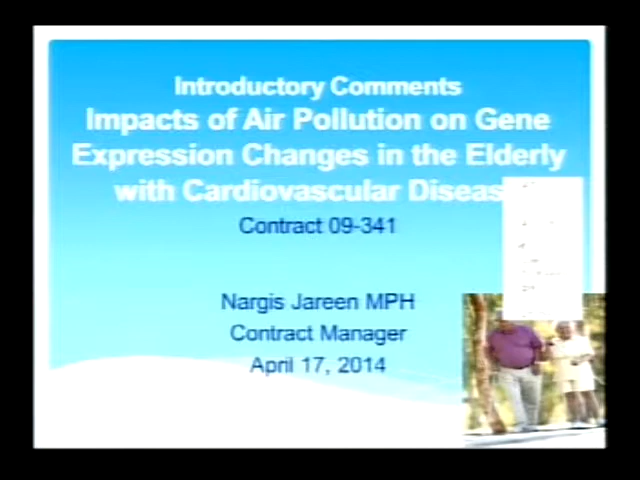 Introductory Comments
Impacts of Air Pollution on Gene
Expression Changes in the Elderly
with Cardiovascular Diseas
Contract 09-341
Nargis Jareen MPH
Contract Manager
April 17, 2014